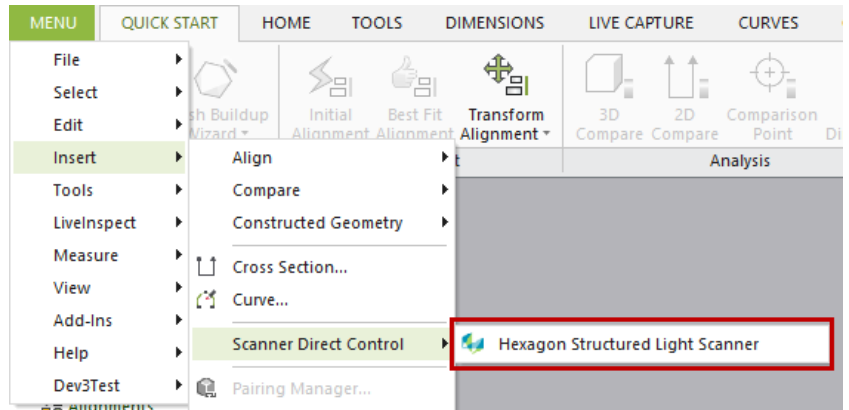 MENU QUICK START HOME TOOLS DIMENSIONS LIVE CAPTURE CURVES
File
Select
Edit
Insert
Tools
LiveInspect
Measure
View
Add-Ins
Help
Dev3Test
Buildup
Initial Alignment
Best Fit Alignment
Transform Alignment
3D Compare
2D Compare
Comparison Point
Analysis
Align
Compare
Constructed Geometry
Cross Section...
Curve...
Scanner Direct Control
Pairing Manager...
Hexagon Structured Light Scanner
Alignments